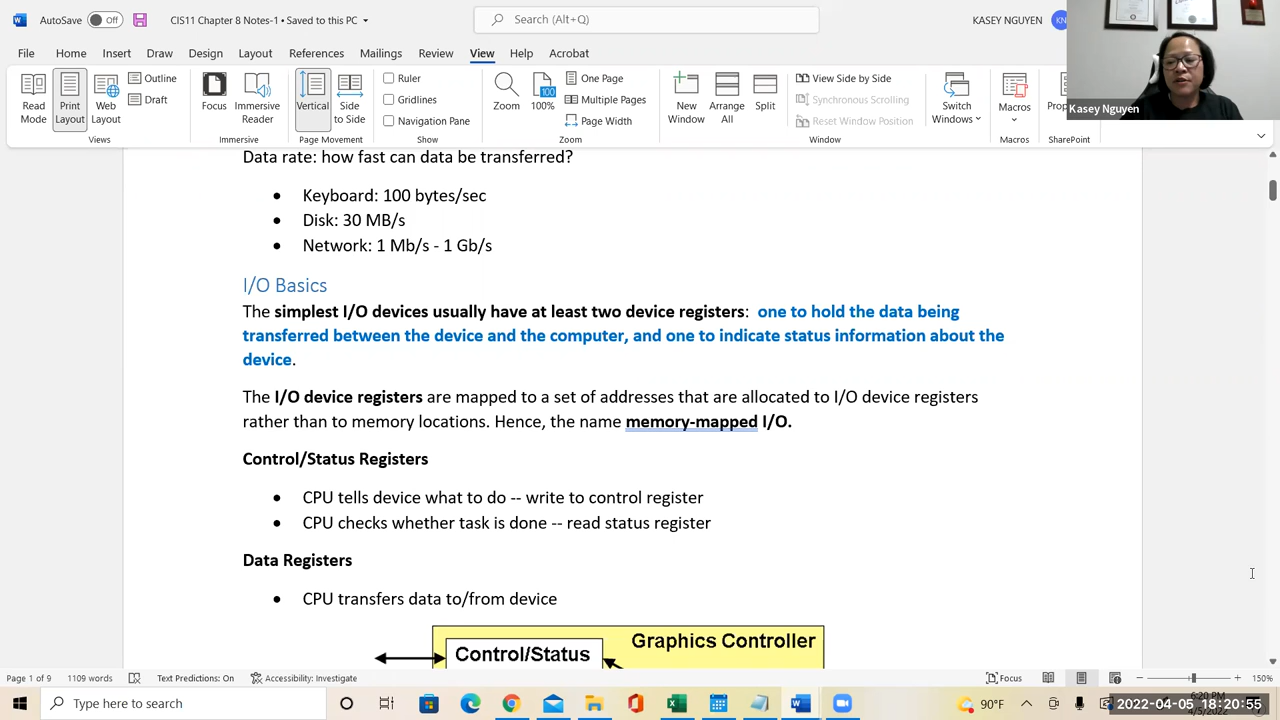 AutoSave Off CIS11 Chapter 8 Notes-1 • Saved to this PC Search (Alt+Q) KASEY NGUYEN KN
File Home Insert Draw Design Layout References Mailings Review View Help Acrobat
Read Mode
Print Layout
Web Layout
Outline
Draft
Views
Focus
Immersive Reader
Immersive
Vertical
Side to Side
Page Movement
Ruler
Gridlines
Navigation Pane
Show
Zoom
100
100%
One Page
Multiple Pages
Page Width
Zoom
New Window
Arrange All
Split
View Side by Side
Synchronous Scrolling
Reset Window Position
Window
Switch Windows
Macros
Macros
SharePoint
Kasey Nguyen
Data rate: how fast can data be transferred?
• Keyboard: 100 bytes/sec
• Disk: 30 MB/s
• Network: 1 Mb/s - 1 Gb/s
I/O Basics
The simplest I/O devices usually have at least two device registers: one to hold the data being
transferred between the device and the computer, and one to indicate status information about the
device.
The I/O device registers are mapped to a set of addresses that are allocated to I/O device registers
rather than to memory locations. Hence, the name memory-mapped I/O.
Control/Status Registers
• CPU tells device what to do -- write to control register
• CPU checks whether task is done -- read status register
Data Registers
• CPU transfers data to/from device
Graphics Controller
Control/Status
Page 1 of 9 1109 words Text Predictions: On Accessibility: Investigate Focus 150%
Type here to search 90°F 6:20 PM
4/5/2022
2022-04-05 18:20:55